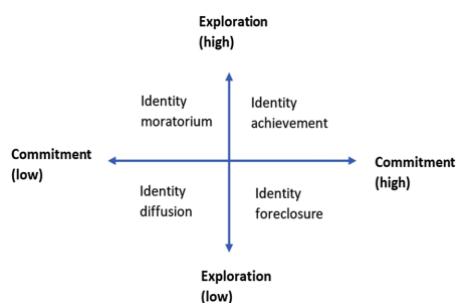 Exploration
(high)
Identity
moratorium
Identity
achievement
Commitment
(low)
Commitment
(high)
Identity
diffusion
Identity
foreclosure
Exploration
(low)